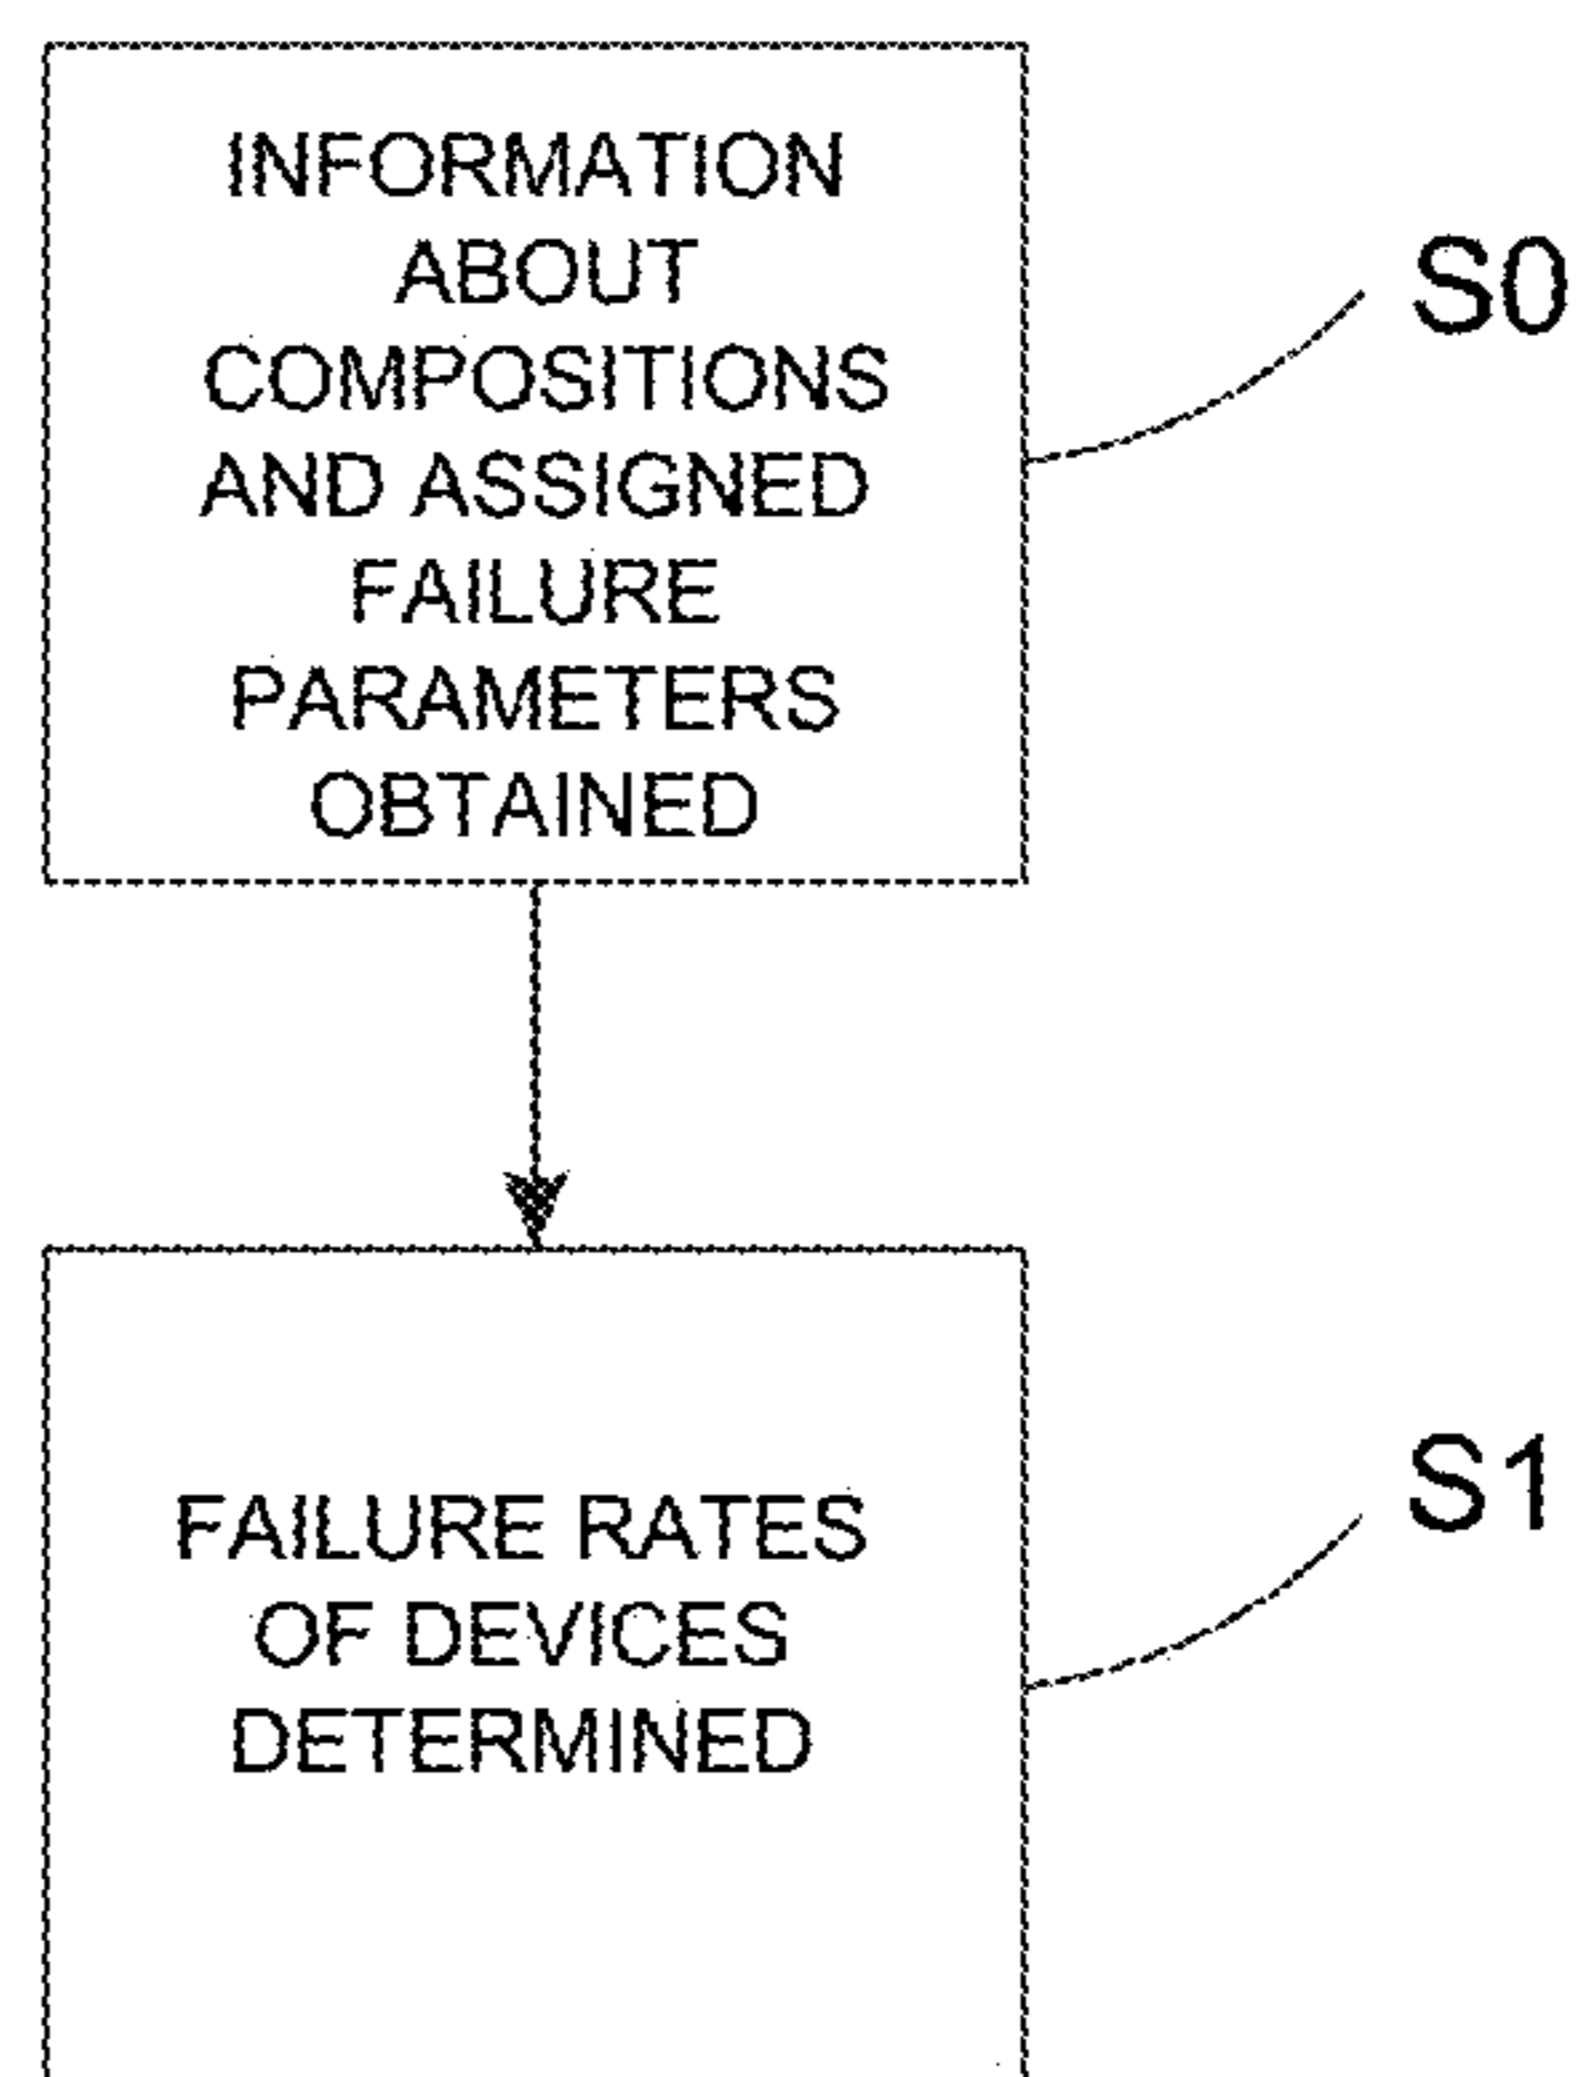 INFORMATION
ABOUT
COMPOSITIONS
AND ASSIGNED
FAILURE
PARAMETERS
OBTAINED
S0
FAILURE RATES
OF DEVICES
DETERMINED
S1